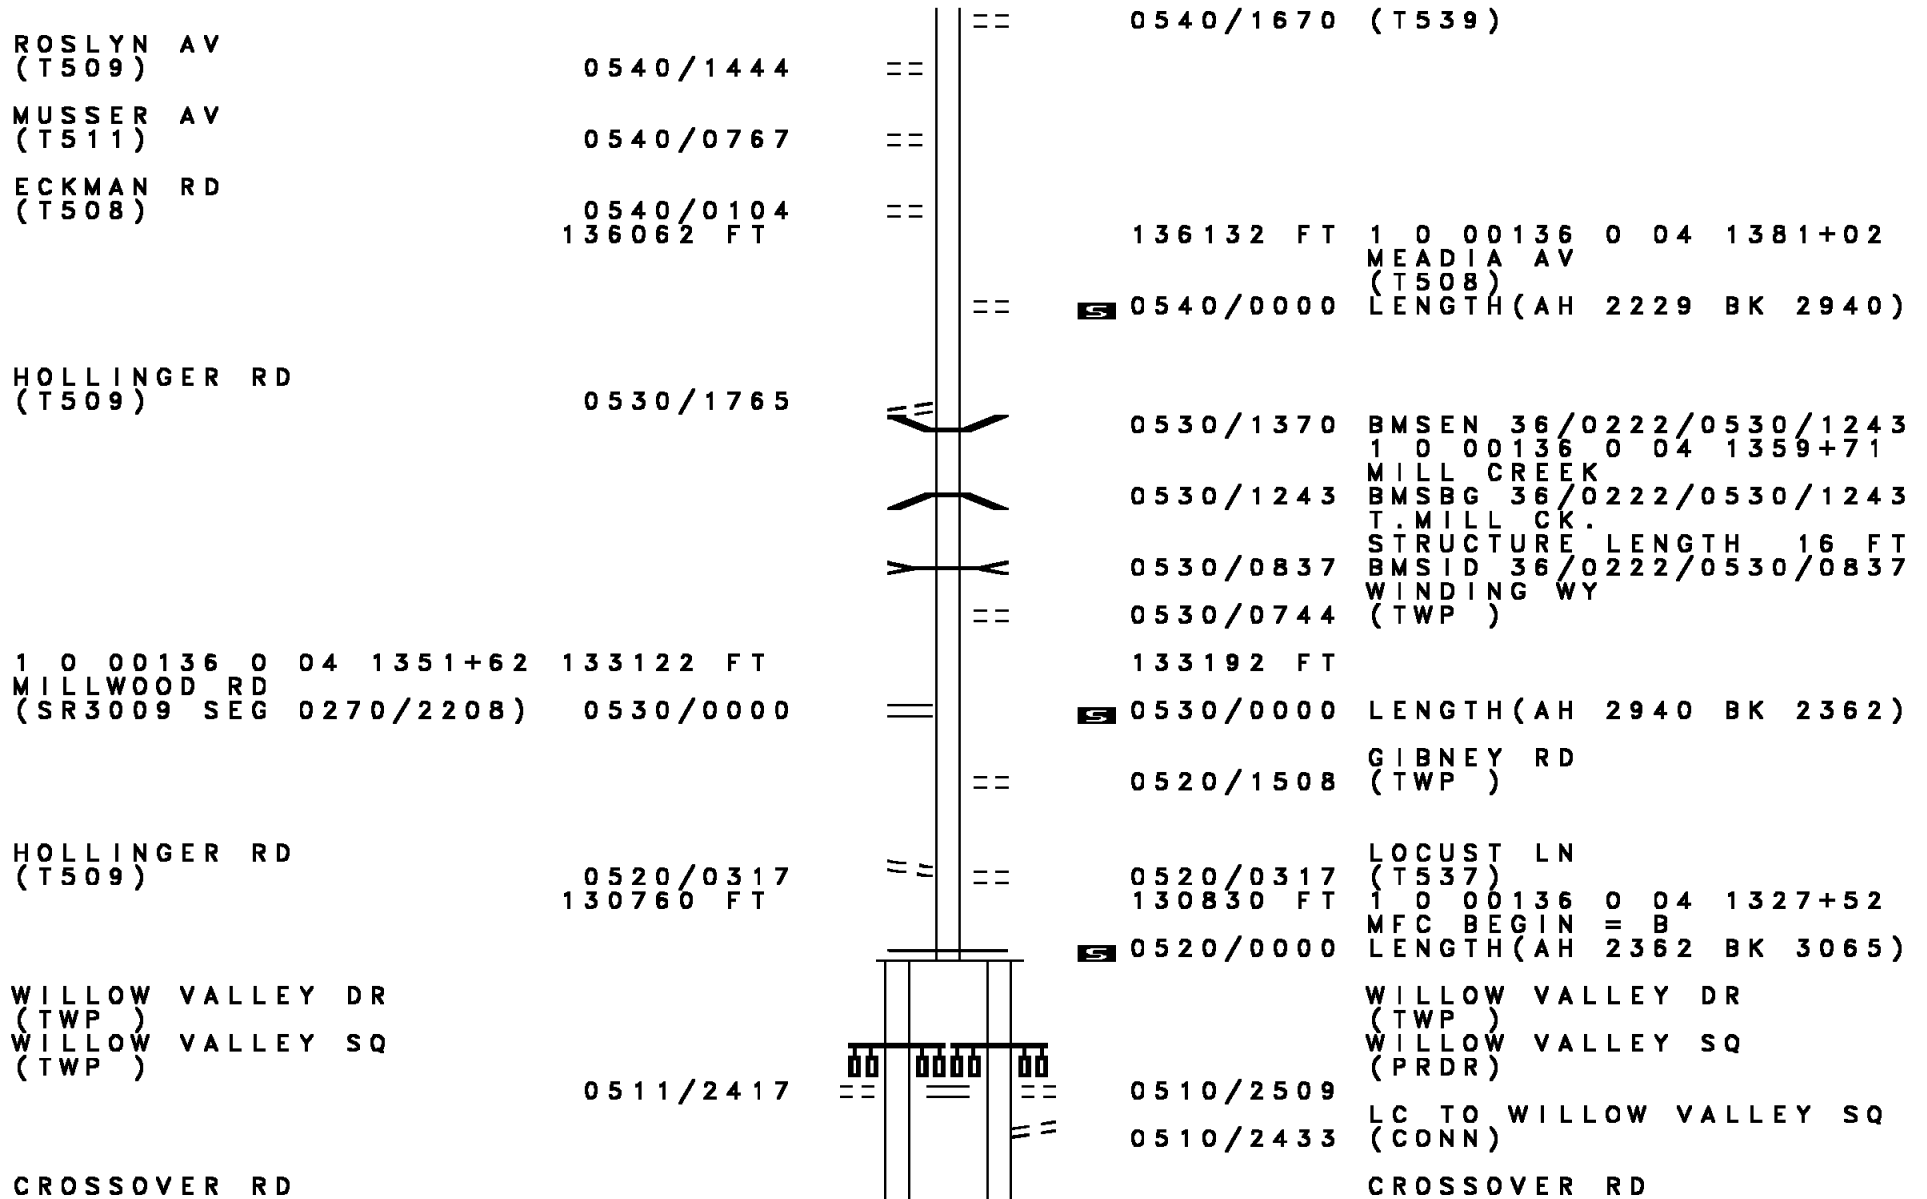 0540/1670 (T539)
ROSLYN AV
(T509) 0540/1444
MUSSER AV
(T511) 0540/0767
ECKMAN RD
(T508) 0540/0104
136062 FT 136132 FT 1 0 00136 0 04 1381+02
MEADIA AV
(T508)
S 0540/0000 LENGTH(AH 2229 BK 2940)
HOLLINGER RD
(T509) 0530/1765
0530/1370 BMSEN 36/0222/0530/1243
1 0 00136 0 04 1359+71
MILL CREEK
0530/1243 BMSBG 36/0222/0530/1243
T.MILL CK.
STRUCTURE LENGTH 16 FT
0530/0837 BMSID 36/0222/0530/0837
WINDING WY
0530/0744 (TWP )
1 0 00136 0 04 1351+62 133122 FT 133192 FT
MILLWOOD RD
(SR3009 SEG 0270/2208) 0530/0000 S 0530/0000 LENGTH(AH 2940 BK 2362)
GIBNEY RD
0520/1508 (TWP )
HOLLINGER RD LOCUST LN
(T509) 0520/0317 0520/0317 (T537)
130760 FT 130830 FT 1 0 00136 0 04 1327+52
MFC BEGIN = B
S 0520/0000 LENGTH(AH 2362 BK 3065)
WILLOW VALLEY DR WILLOW VALLEY DR
(TWP ) (TWP )
WILLOW VALLEY SQ WILLOW VALLEY SQ
(TWP ) (PRDR)
0511/2417 0510/2509
LC TO WILLOW VALLEY SQ
0510/2433 (CONN)
CROSSOVER RD CROSSOVER RD